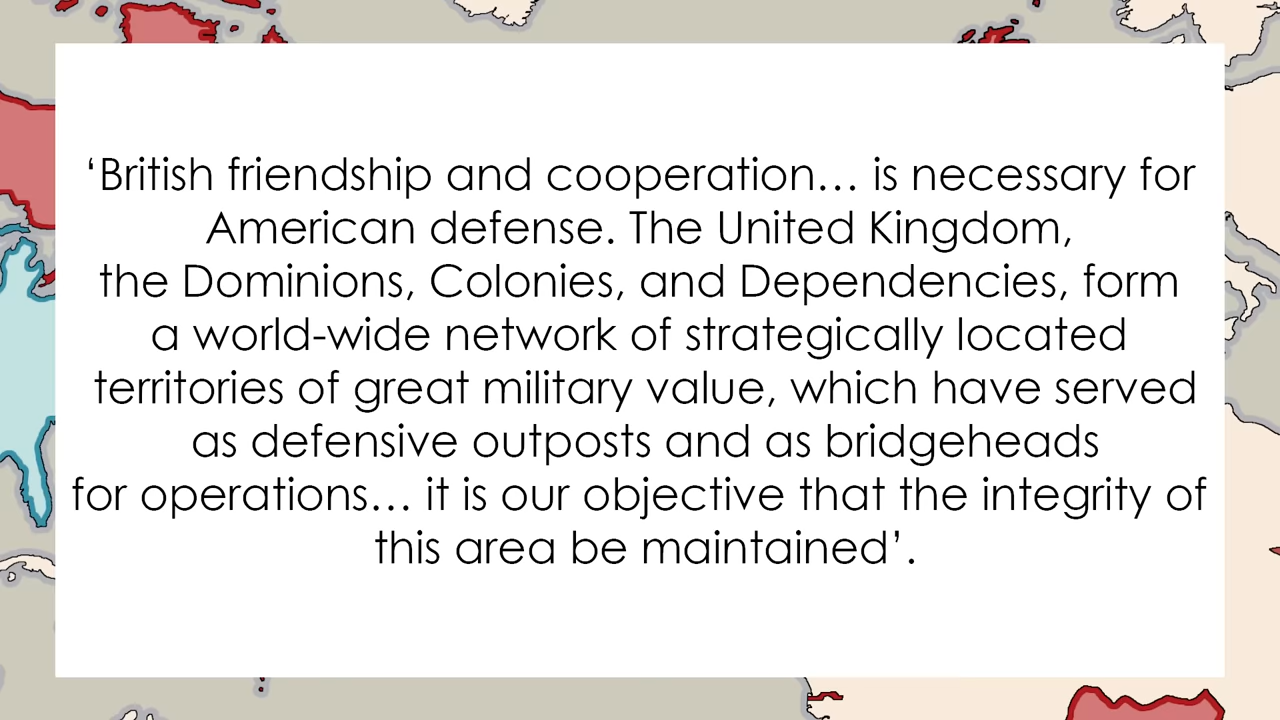 ‘British friendship and cooperation… is necessary for
American defense. The United Kingdom,
the Dominions, Colonies, and Dependencies, form
a world-wide network of strategically located
territories of great military value, which have served
as defensive outposts and as bridgeheads
for operations… it is our objective that the integrity of
this area be maintained’.